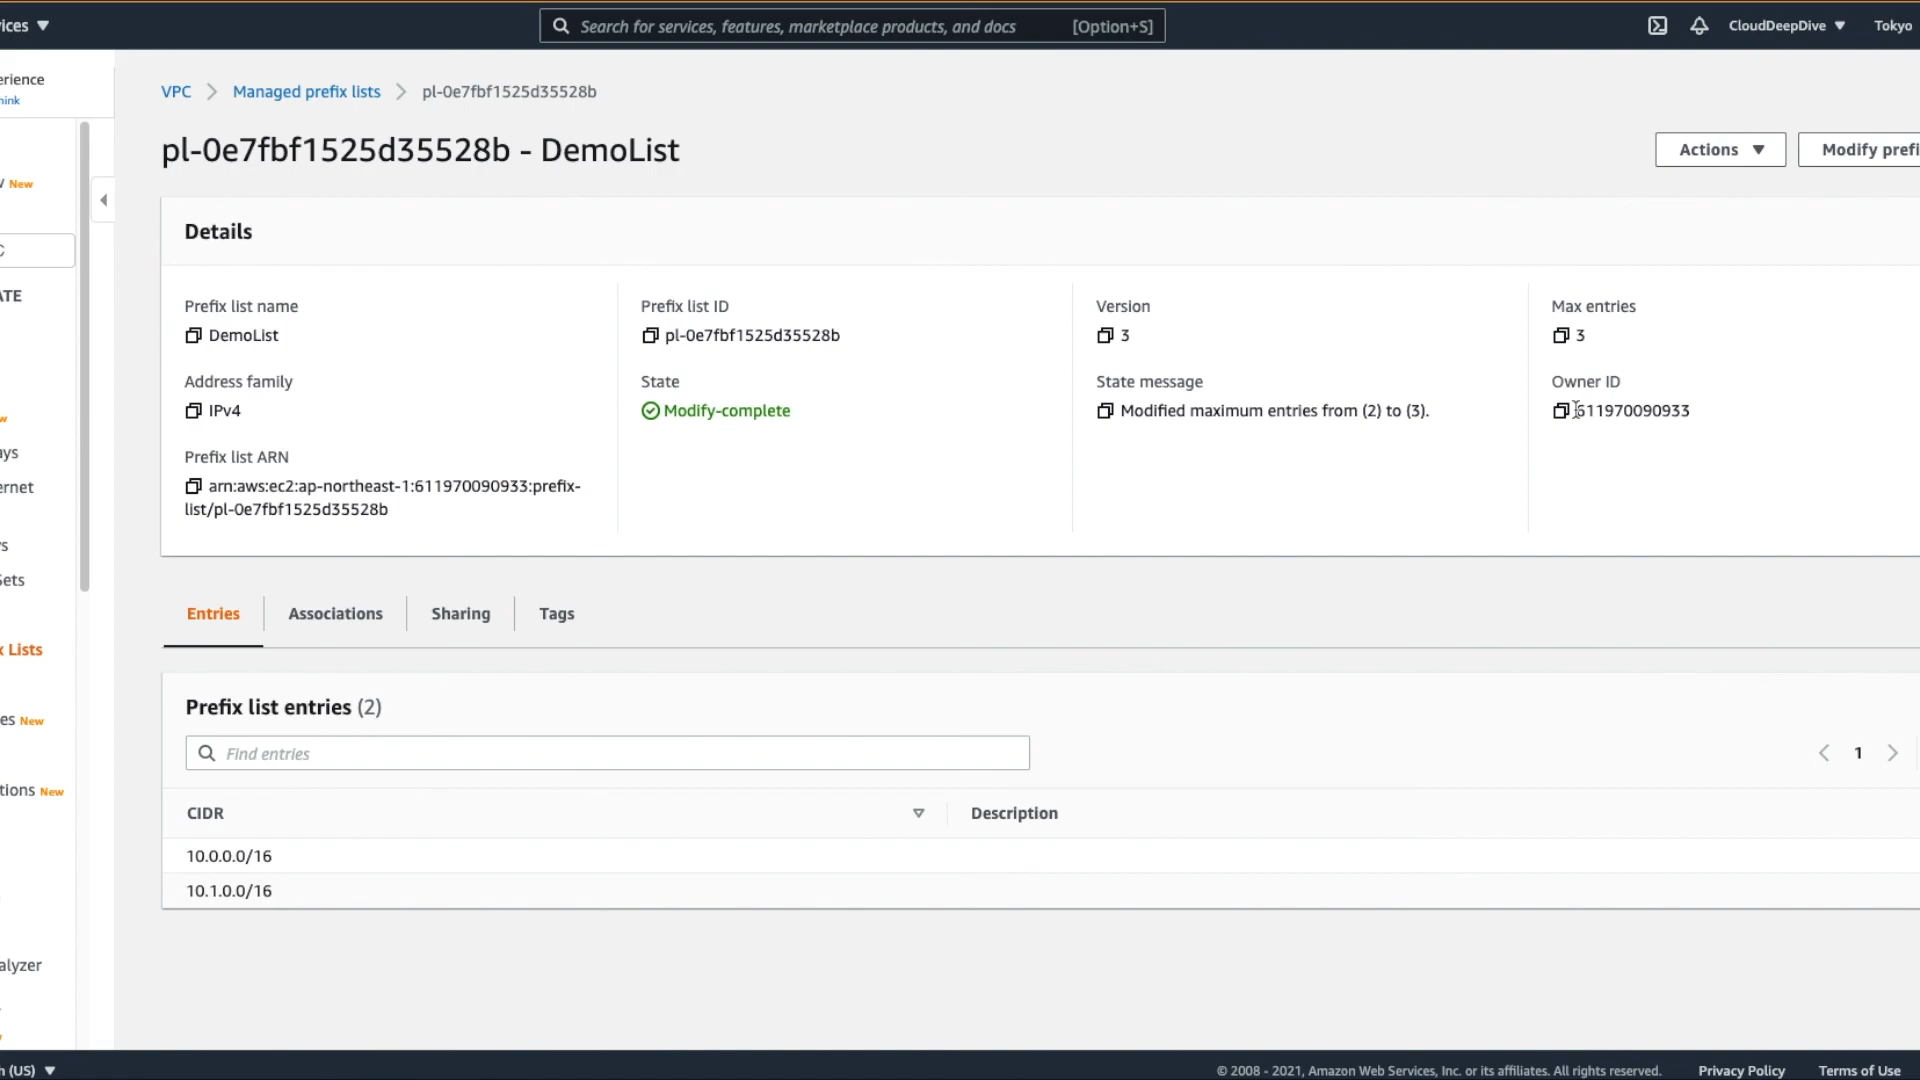 ices ▼
Search for services, features, marketplace products, and docs [Option+S]
CloudDeepDive ▼ Tokyo
erience
hink
VPC > Managed prefix lists > pl-0e7fbf1525d35528b
pl-0e7fbf1525d35528b - DemoList
Actions ▼
Modify prefi
New
Details
ATE
Prefix list name
DemoList
Prefix list ID
pl-0e7fbf1525d35528b
Version
3
Max entries
3
Address family
IPv4
State
Modify-complete
State message
Modified maximum entries from (2) to (3).
Owner ID
611970090933
Prefix list ARN
arn:aws:ec2:ap-northeast-1:611970090933:prefix-
list/pl-0e7fbf1525d35528b
ays
ernet
s
Sets
x Lists
es New
tions New
alyzer
Entries
Associations
Sharing
Tags
Prefix list entries (2)
Find entries
1
CIDR
Description
10.0.0.0/16
10.1.0.0/16
h (US) ▼
© 2008 - 2021, Amazon Web Services, Inc. or its affiliates. All rights reserved.
Privacy Policy
Terms of Use